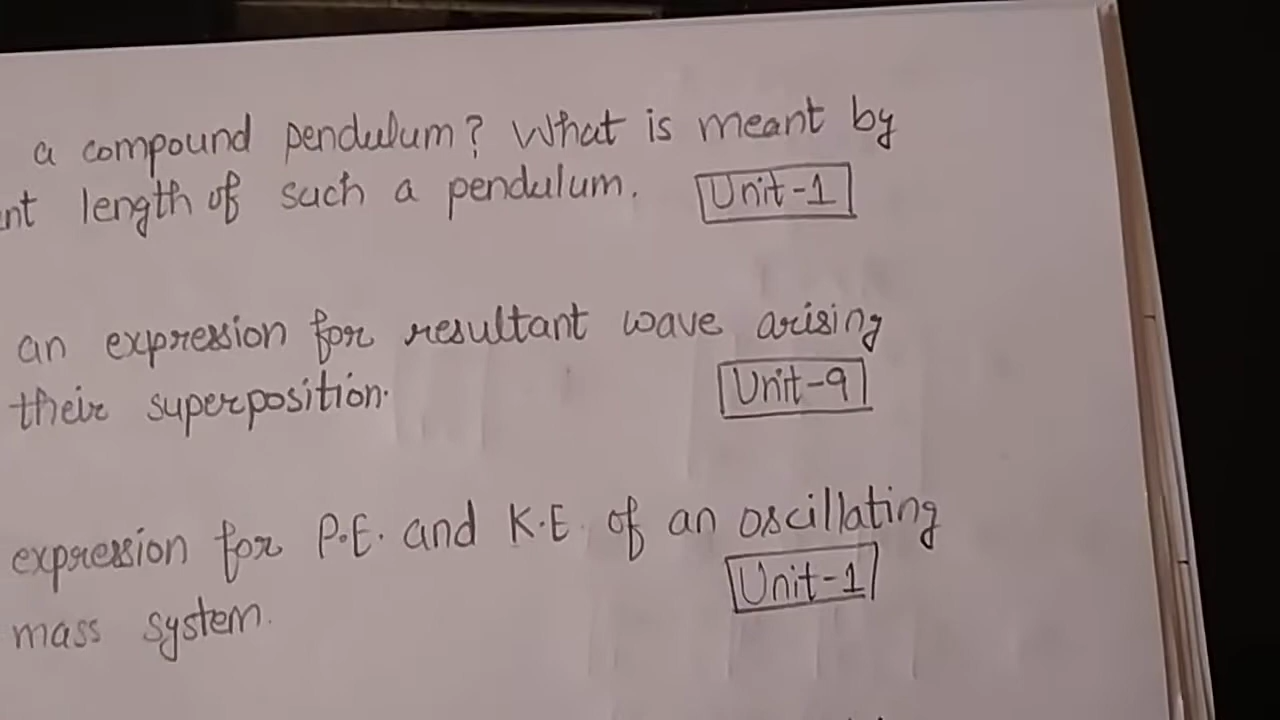 a compound pendulum? What is meant by
nt length of such a pendulum. Unit-1
an expression for resultant wave arising
their superposition. Unit-9
expression for P.E. and K.E. of an oscillating
mass system. Unit-1